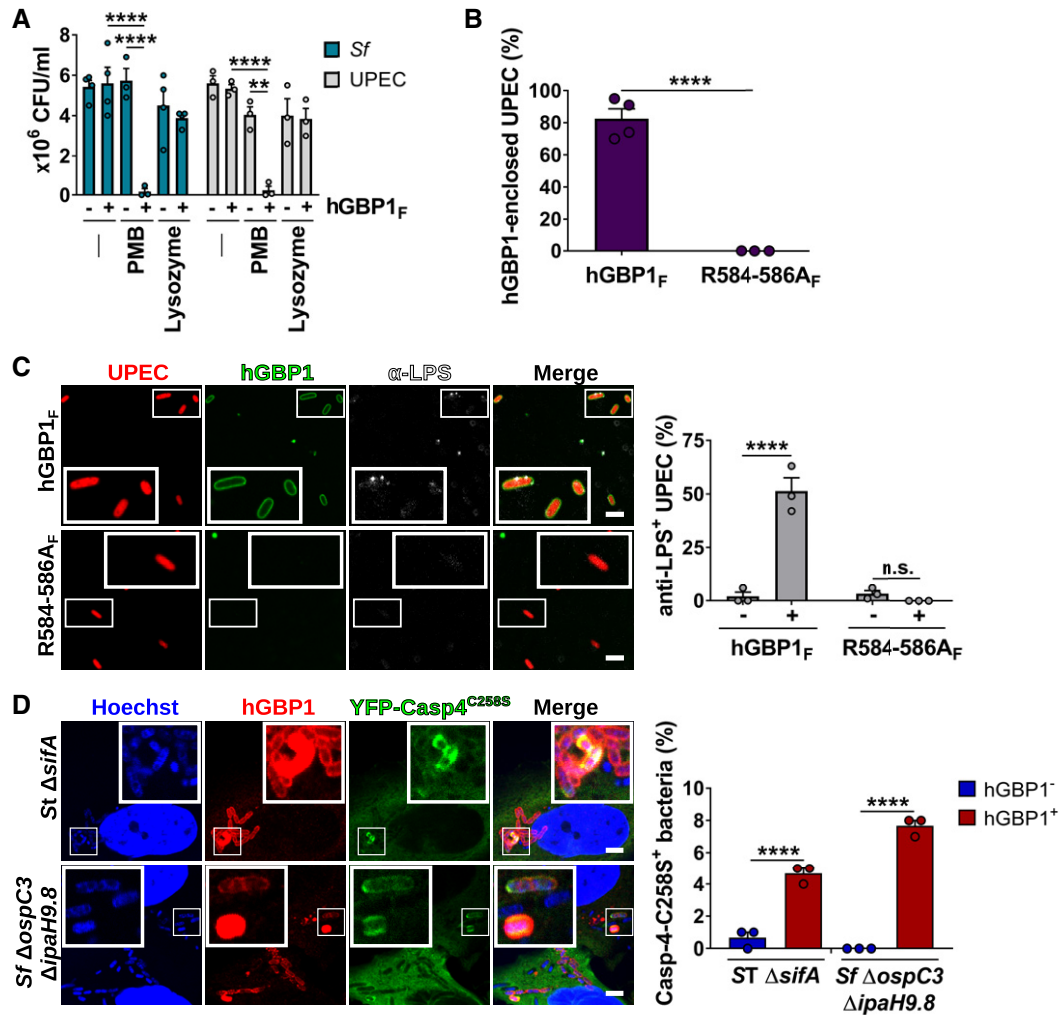 A
8
6
4
2
0
x10⁶ CFU/ml
**** 
****
****
**
Sf
UPEC
- + - + - + - + - + - + hGBP1F
— PMB Lysozyme — PMB Lysozyme
B
hGBP1-enclosed UPEC (%)
100
80
60
40
20
0
****
hGBP1F R584-586AF
C
UPEC hGBP1 α-LPS Merge
hGBP1F
R584-586AF
anti-LPS⁺ UPEC (%)
75
50
25
0
****
n.s.
- + - +
hGBP1F R584-586AF
D
Hoechst hGBP1 YFP-Casp4C258S Merge
St ΔsifA
Sf ΔospC3
ΔipaH9.8
Casp-4-C258S⁺ bacteria (%)
10
8
6
4
2
0
****
****
hGBP1⁻
hGBP1⁺
ST ΔsifA Sf ΔospC3
ΔipaH9.8